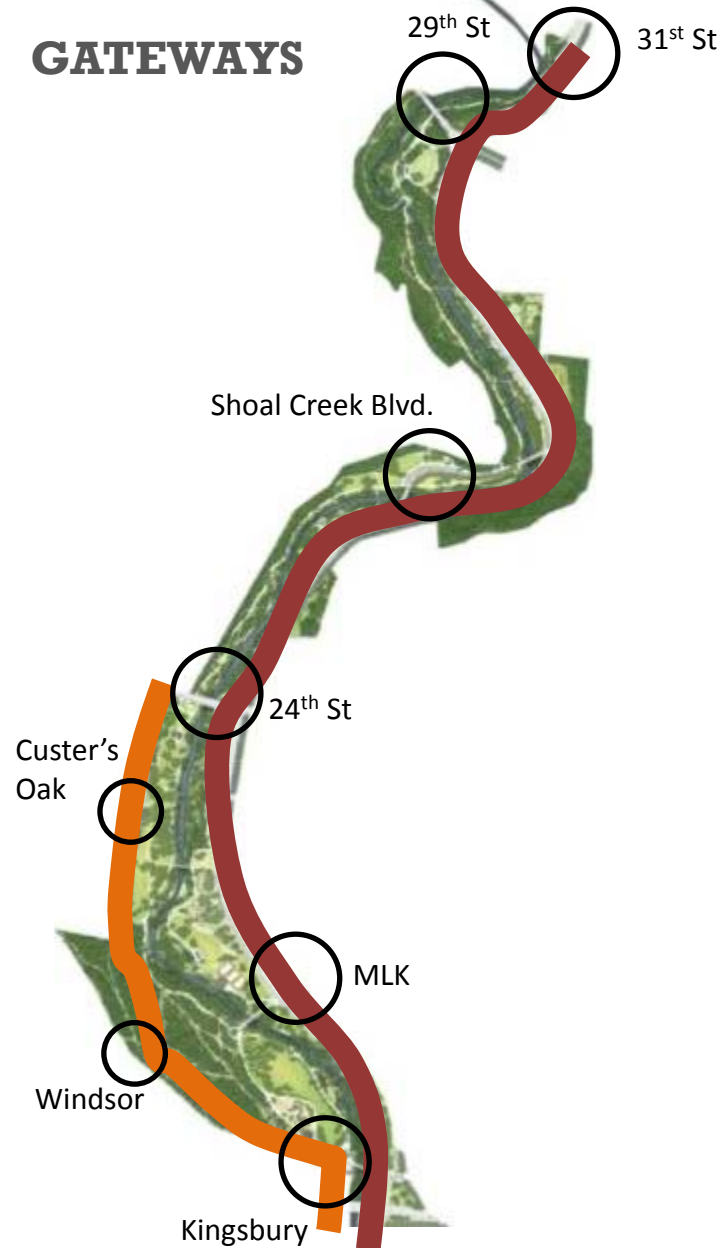 GATEWAYS
29th St
31st St
Shoal Creek Blvd.
24th St
Custer’s
Oak
MLK
Windsor
Kingsbury